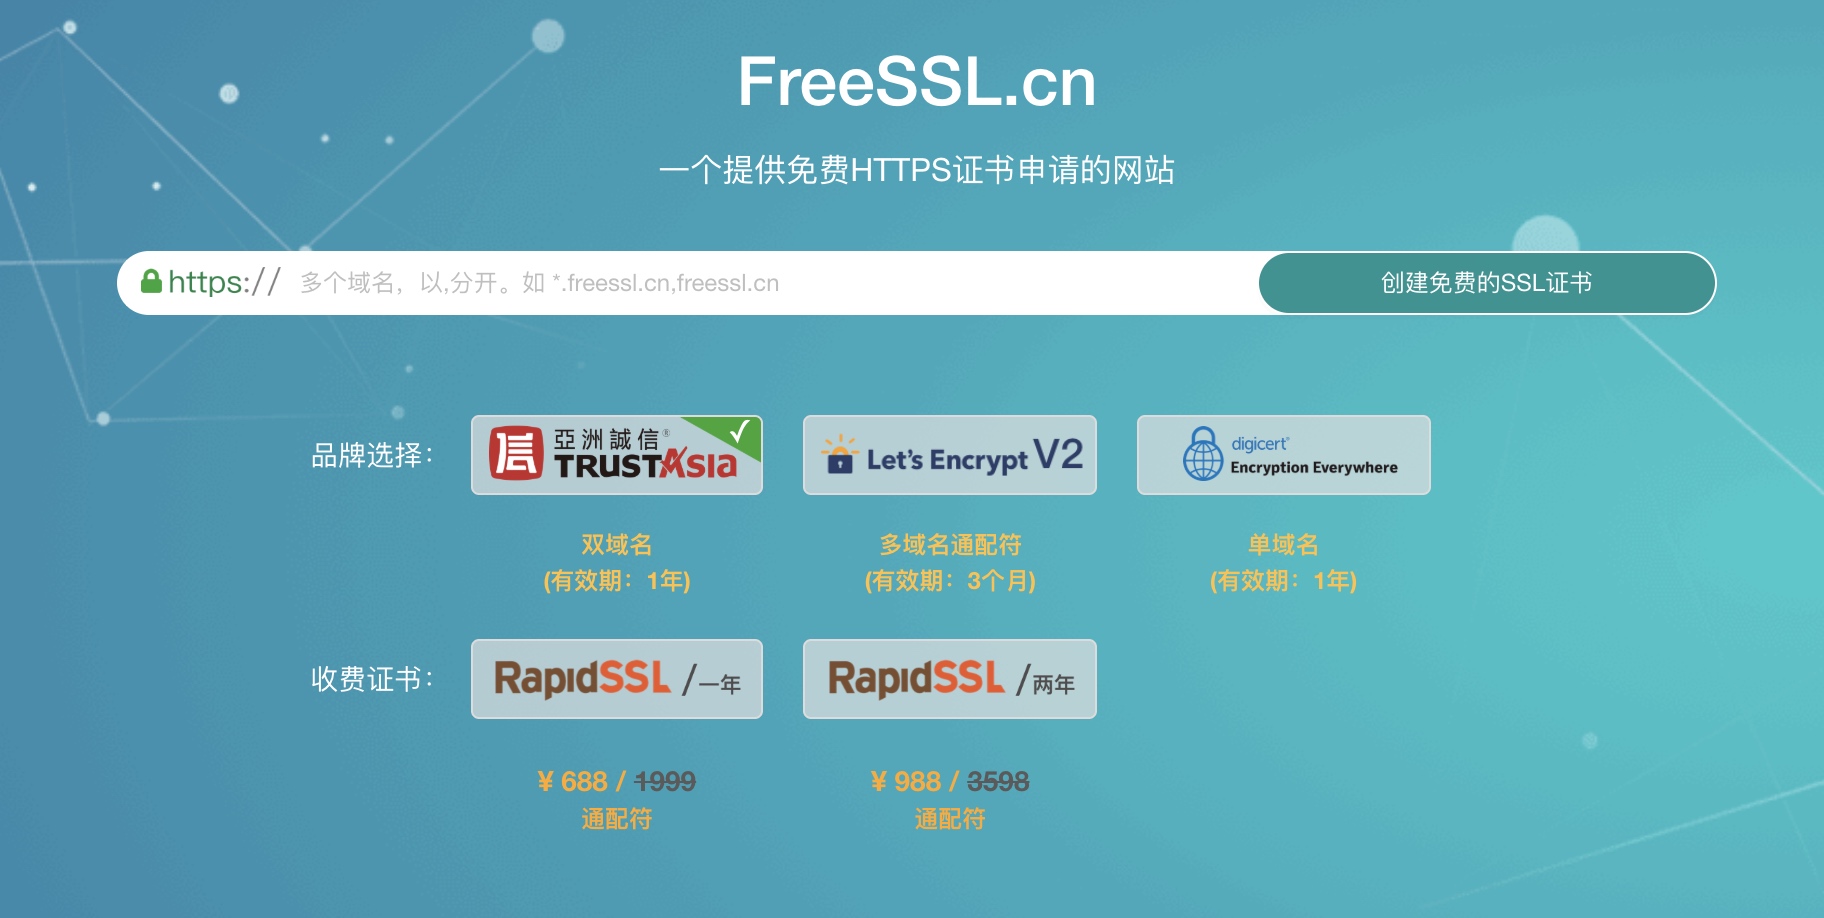 FreeSSL.cn
一个提供免费HTTPS证书申请的网站
https:// 多个域名，以,分开。如 *.freessl.cn,freessl.cn 创建免费的SSL证书
品牌选择： 亞洲誠信® TRUSTAsia Let's Encrypt V2 digicert® Encryption Everywhere
双域名 多域名通配符 单域名
(有效期：1年) (有效期：3个月) (有效期：1年)
收费证书： RapidSSL /一年 RapidSSL /两年
¥ 688 / 1999 ¥ 988 / 3598
通配符 通配符